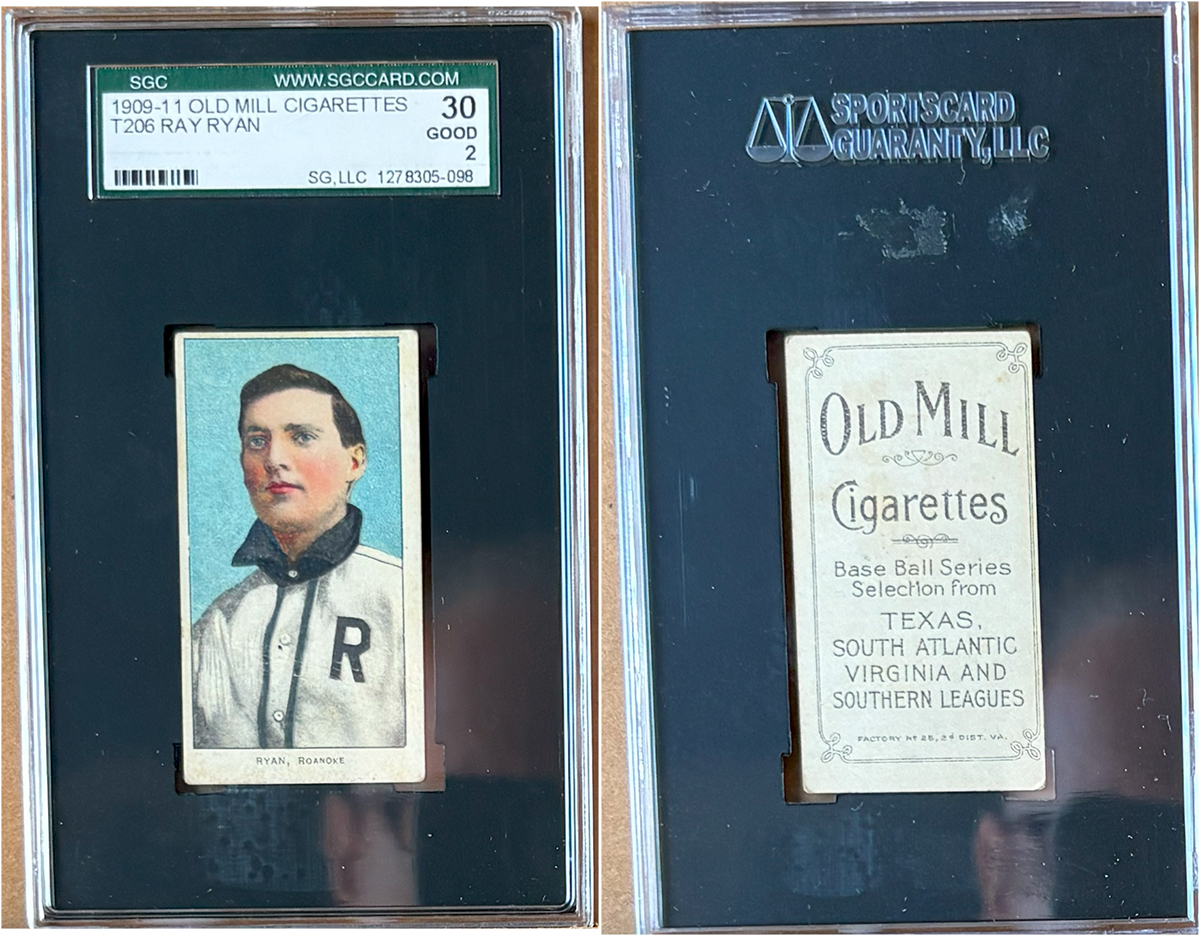 SGC WWW.SGCCARD.COM
1909-11 OLD MILL CIGARETTES 30
T206 RAY RYAN GOOD
2
SG, LLC 1278305-098
R
RYAN, ROANOKE
SPORTSCARD
GUARANTY, LLC
OLD MILL
Cigarettes
Base Ball Series
Selection from
TEXAS,
SOUTH ATLANTIC
VIRGINIA AND
SOUTHERN LEAGUES
FACTORY No 25, 2d DIST. VA.